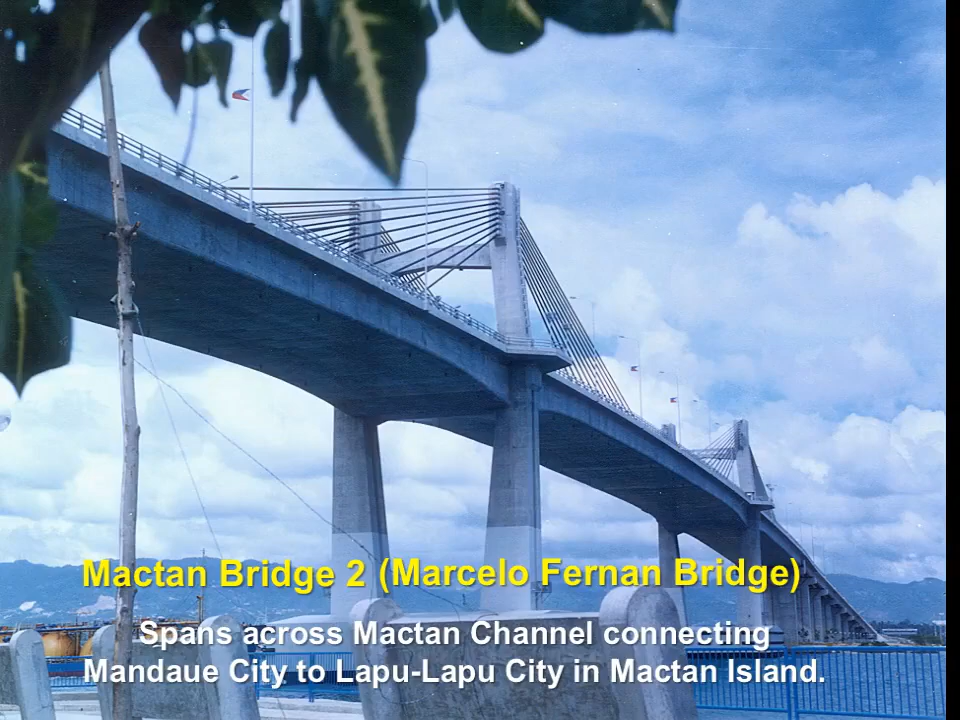 Mactan Bridge 2 (Marcelo Fernan Bridge)
Spans across Mactan Channel connecting
Mandaue City to Lapu-Lapu City in Mactan Island.